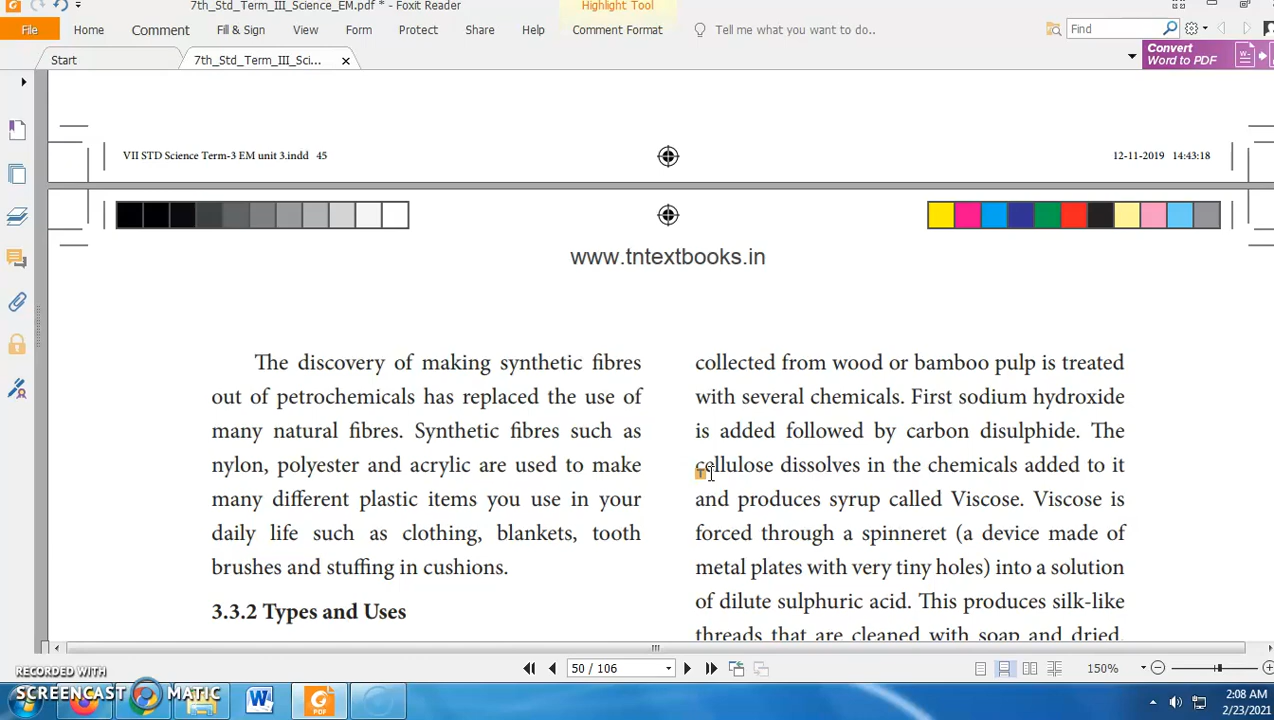 7th_Std_Term_III_Science_EM.pdf * - Foxit Reader
Highlight Tool
File Home Comment Fill & Sign View Form Protect Share Help Comment Format Tell me what you want to do.. Find
Start 7th_Std_Term_III_Sci...
Convert
Word to PDF
VII STD Science Term-3 EM unit 3.indd 45
12-11-2019 14:43:18
www.tntextbooks.in
The discovery of making synthetic fibres
out of petrochemicals has replaced the use of
many natural fibres. Synthetic fibres such as
nylon, polyester and acrylic are used to make
many different plastic items you use in your
daily life such as clothing, blankets, tooth
brushes and stuffing in cushions.
3.3.2 Types and Uses
collected from wood or bamboo pulp is treated
with several chemicals. First sodium hydroxide
is added followed by carbon disulphide. The
cellulose dissolves in the chemicals added to it
and produces syrup called Viscose. Viscose is
forced through a spinneret (a device made of
metal plates with very tiny holes) into a solution
of dilute sulphuric acid. This produces silk-like
threads that are cleaned with soap and dried.
50 / 106
150%
RECORDED WITH
SCREENCAST MATIC
2:08 AM
2/23/2021